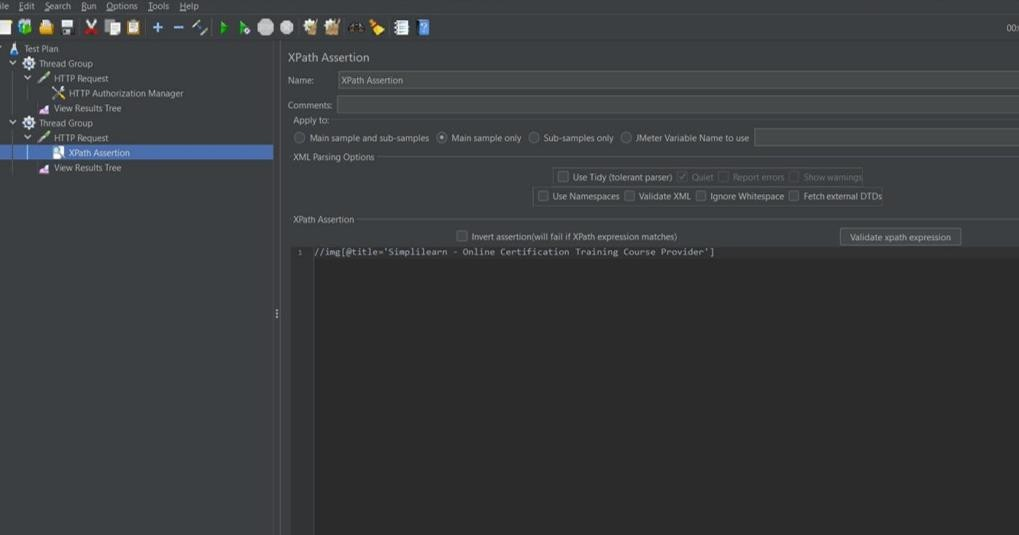 ile Edit Search Run Options Tools Help
00:
Test Plan
Thread Group
HTTP Request
HTTP Authorization Manager
View Results Tree
Thread Group
HTTP Request
XPath Assertion
View Results Tree
XPath Assertion
Name: XPath Assertion
Comments:
Apply to:
Main sample and sub-samples Main sample only Sub-samples only JMeter Variable Name to use
XML Parsing Options
Use Tidy (tolerant parser) Quiet Report errors Show warnings
Use Namespaces Validate XML Ignore Whitespace Fetch external DTDs
XPath Assertion
Invert assertion(will fail if XPath expression matches) Validate xpath expression
1 //img[@title='Simplilearn - Online Certification Training Course Provider']